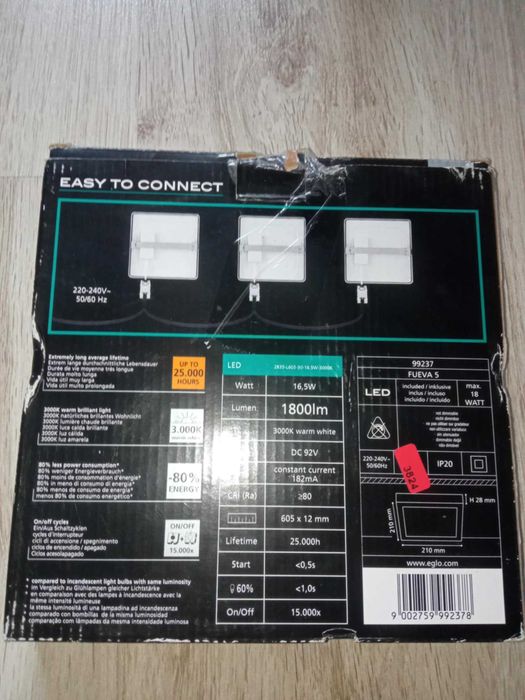 EASY TO CONNECT
220-240V~
50/60 Hz
Extremely long average lifetime
Extrem lange durchschnittliche Lebensdauer
Durée de vie moyenne très longue
Durata molto lunga
Vida útil muy larga
Vida útil muito prolongada
UP TO
25.000
HOURS
3000K warm brilliant light
3000K natürliches brillantes Wohnlicht
3000K lumière chaude brillante
3000K luce calda brillante
3000K luz cálida
3000K luz amarela
3.000K
80% less power consumption*
80% weniger Energieverbrauch*
80% de moins de consommation d'énergie*
80% in meno di consumo di energia*
80% menos de consumo de energía*
80% menos de consumo energético*
-80%
ENERGY
On/off cycles
Ein/Aus Schaltzyklen
cycles d'interrupteur
cicli di accensione / spegnimento
ciclos de encendido / apagado
Ciclos aceso/apagado
ON/OFF
15.000x
* compared to incandescent light bulbs with same luminosity
im Vergleich zu Glühlampen gleicher Lichtstärke
en comparaison avec des lampes à incandescence avec la
même intensité lumineuse
la stessa luminosità di una lampadina ad incandescenza
comparado con bombillas de la misma luminosidad
comparação com lâmpadas da mesma intensidade luminosa
LED
Watt 16,5W
Lumen 1800lm
3000K warm white
DC 92V
constant current
182mA
CRI (Ra) ≥80
605 x 12 mm
Lifetime 25.000h
Start <0,5s
60% <1,0s
On/Off 15.000x
99237
FUEVA 5
LED
included / inklusive
inclus / incluso
incluido / incluído
max.
18
WATT
not dimmable
nicht dimmbar
220-240V~
50/60Hz
IP20
3824
210 mm
H 28 mm
210 mm
www.eglo.com
9 002759 992378